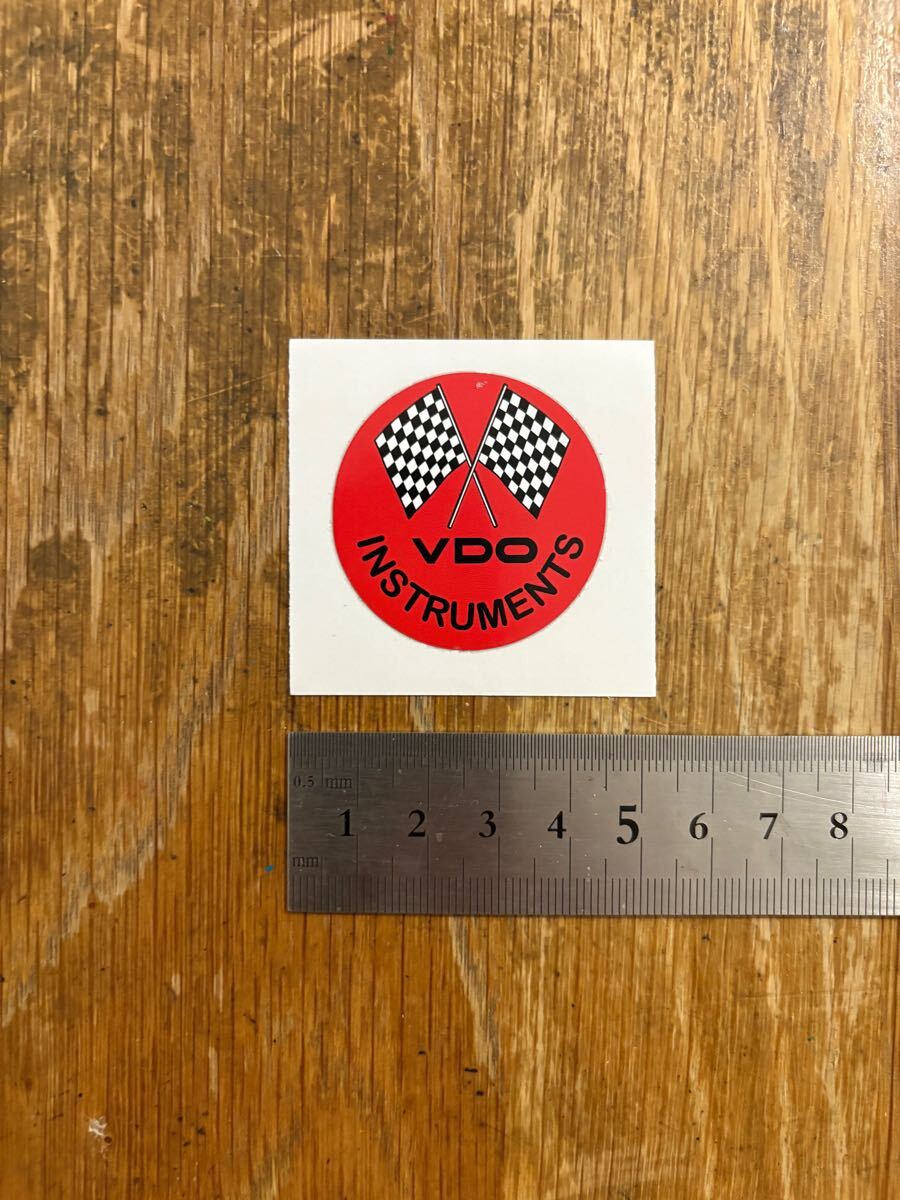 VDO
INSTRUMENTS
0.5 mm
1 2 3 4 5 6 7 8
mm